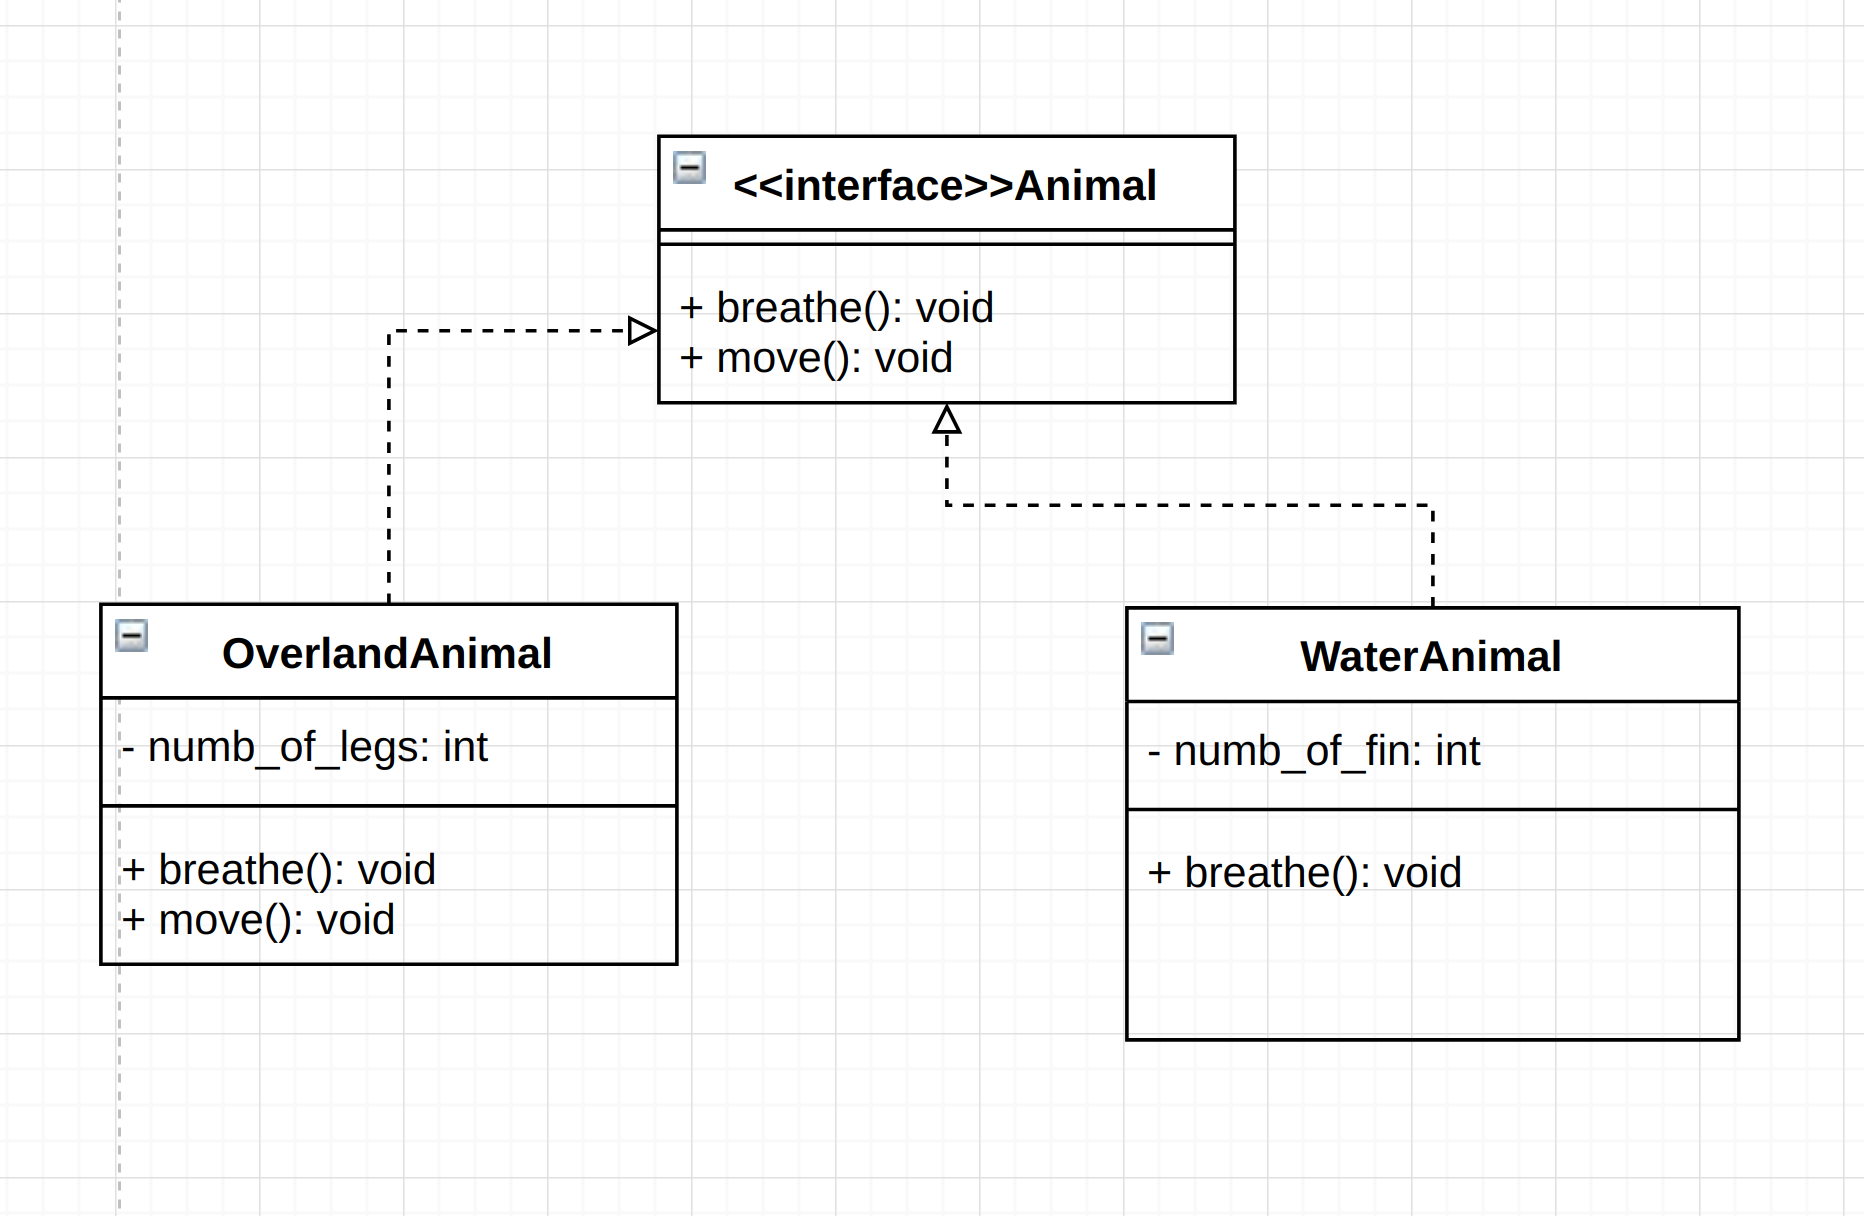 <<interface>>Animal
+ breathe(): void
+ move(): void
OverlandAnimal
- numb_of_legs: int
+ breathe(): void
+ move(): void
WaterAnimal
- numb_of_fin: int
+ breathe(): void